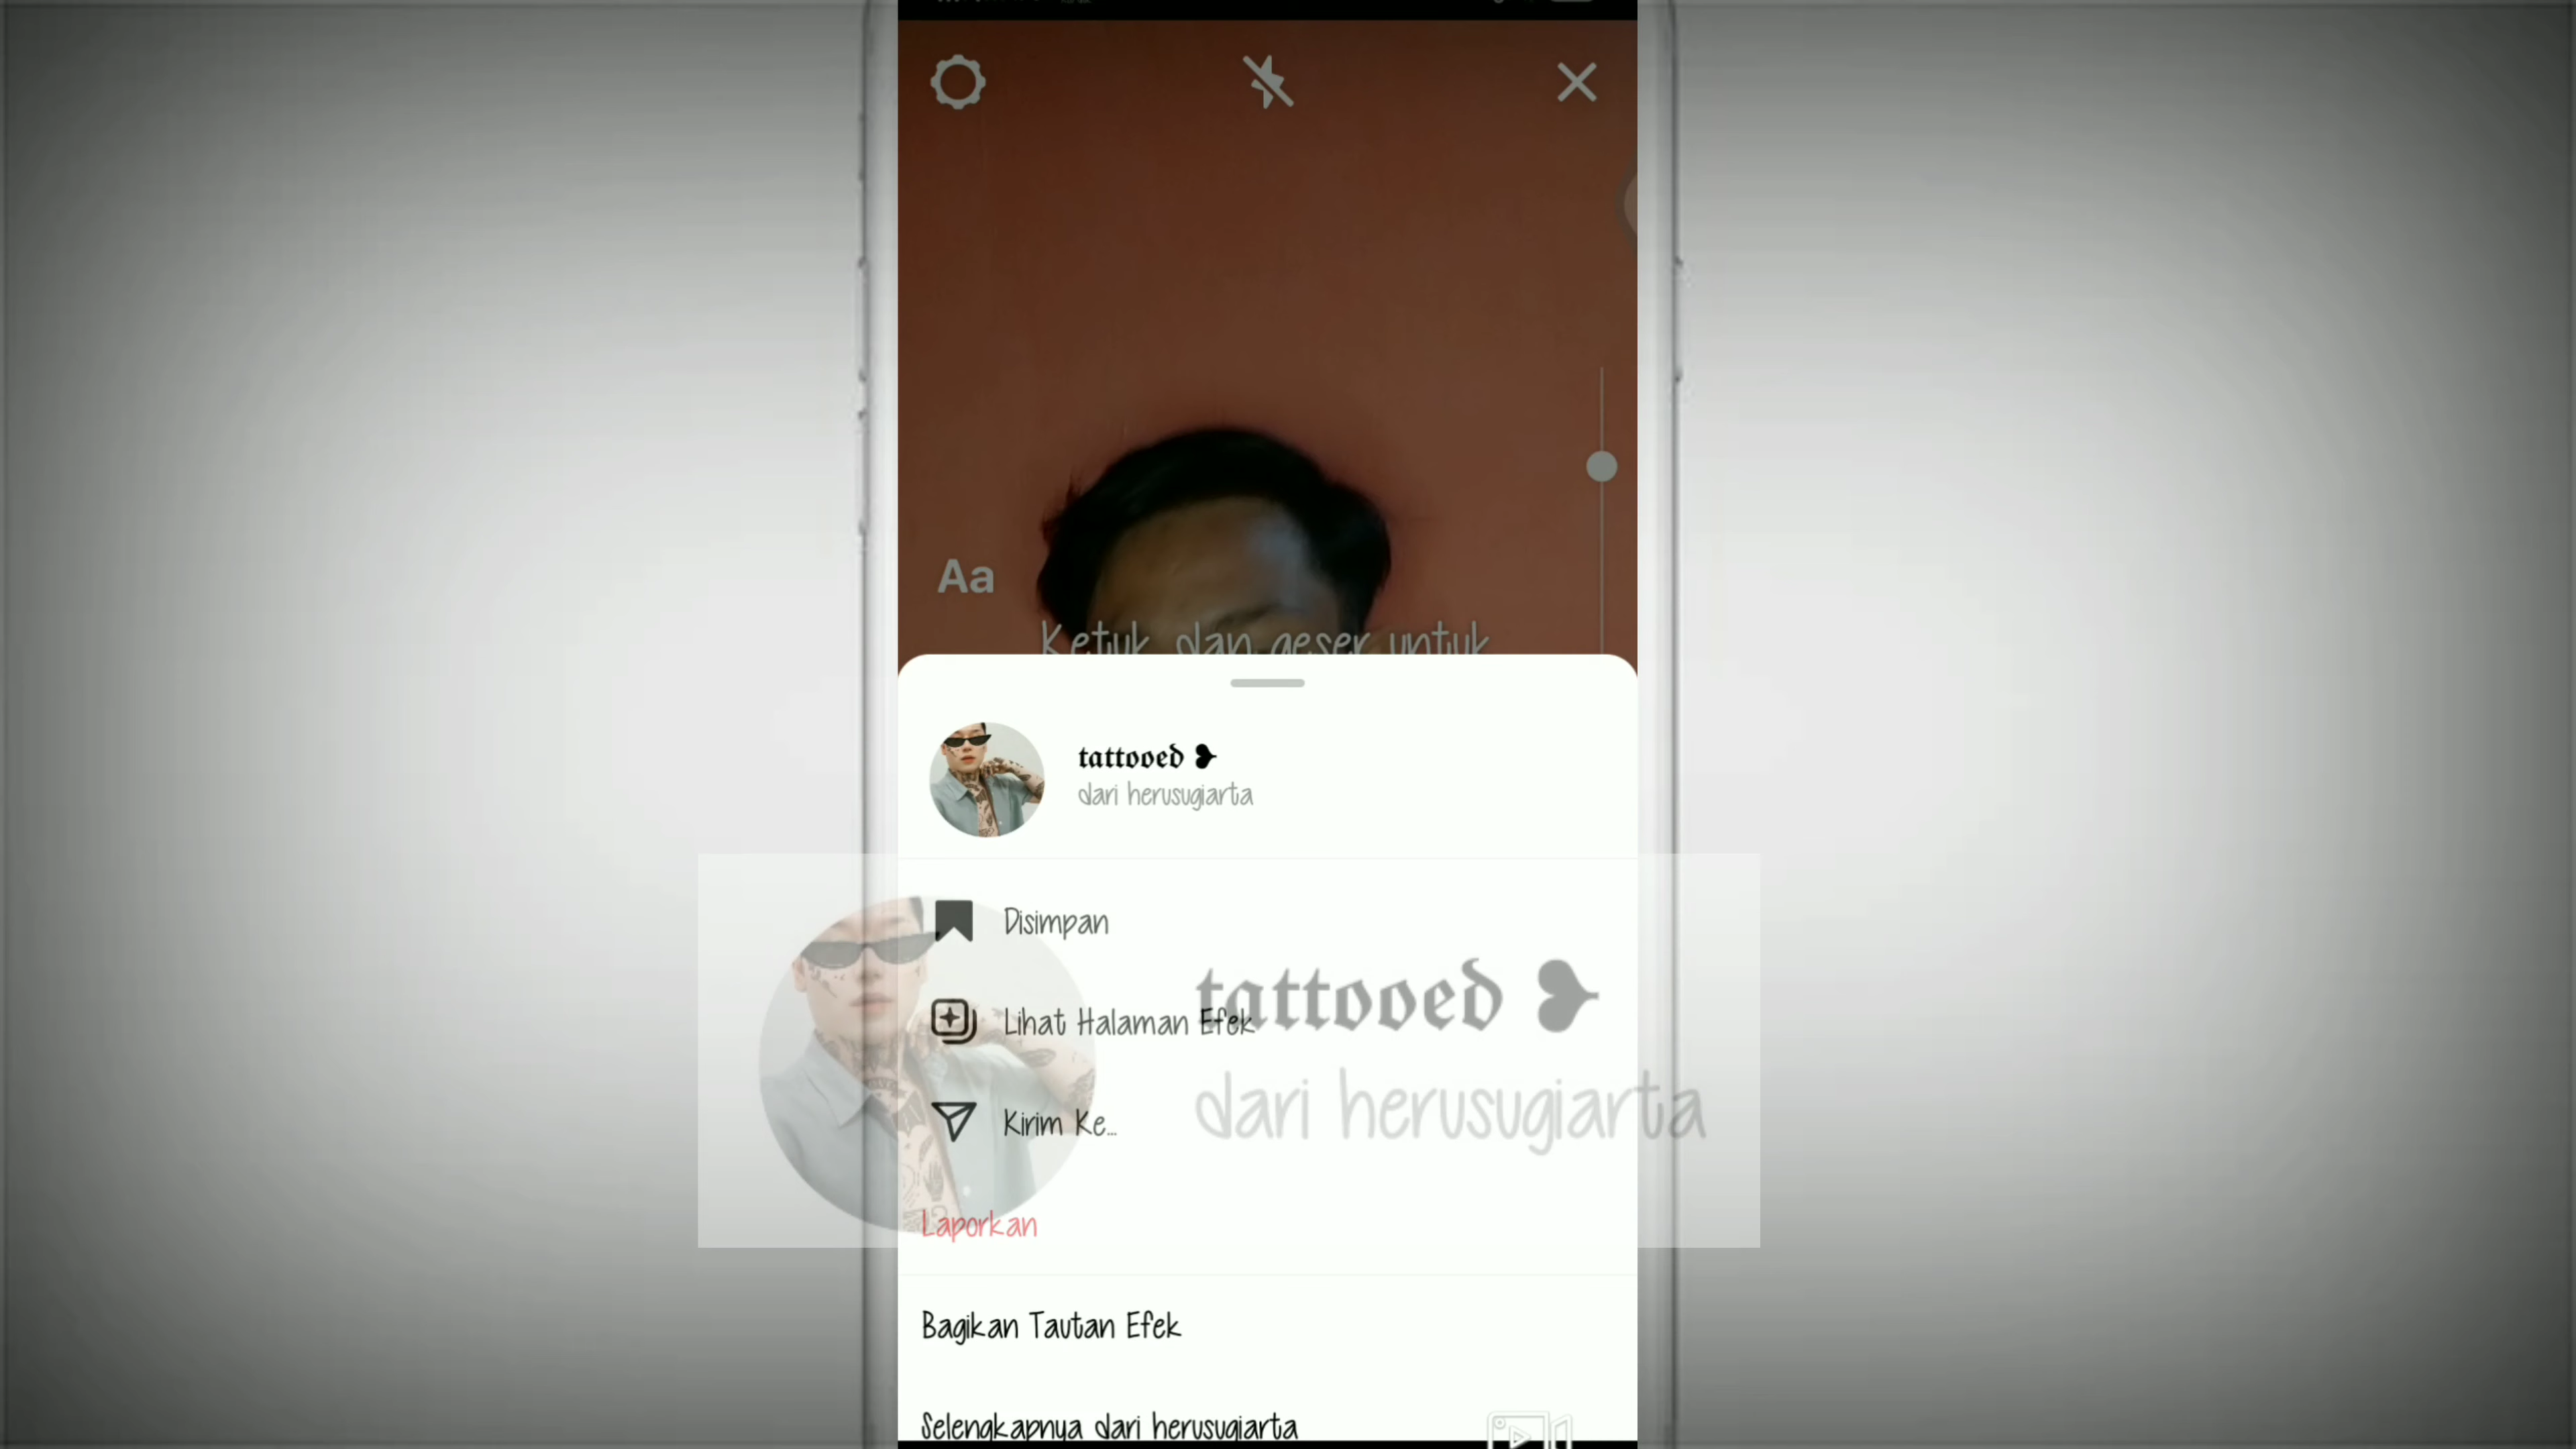 Aa
Ketuk dan geser untuk
tattooed ❥
dari herusugiarta
Disimpan
Lihat Halaman Efek
Kirim Ke...
tattooed ❥
dari herusugiarta
Laporkan
Bagikan Tautan Efek
Selengkapnya dari herusugiarta